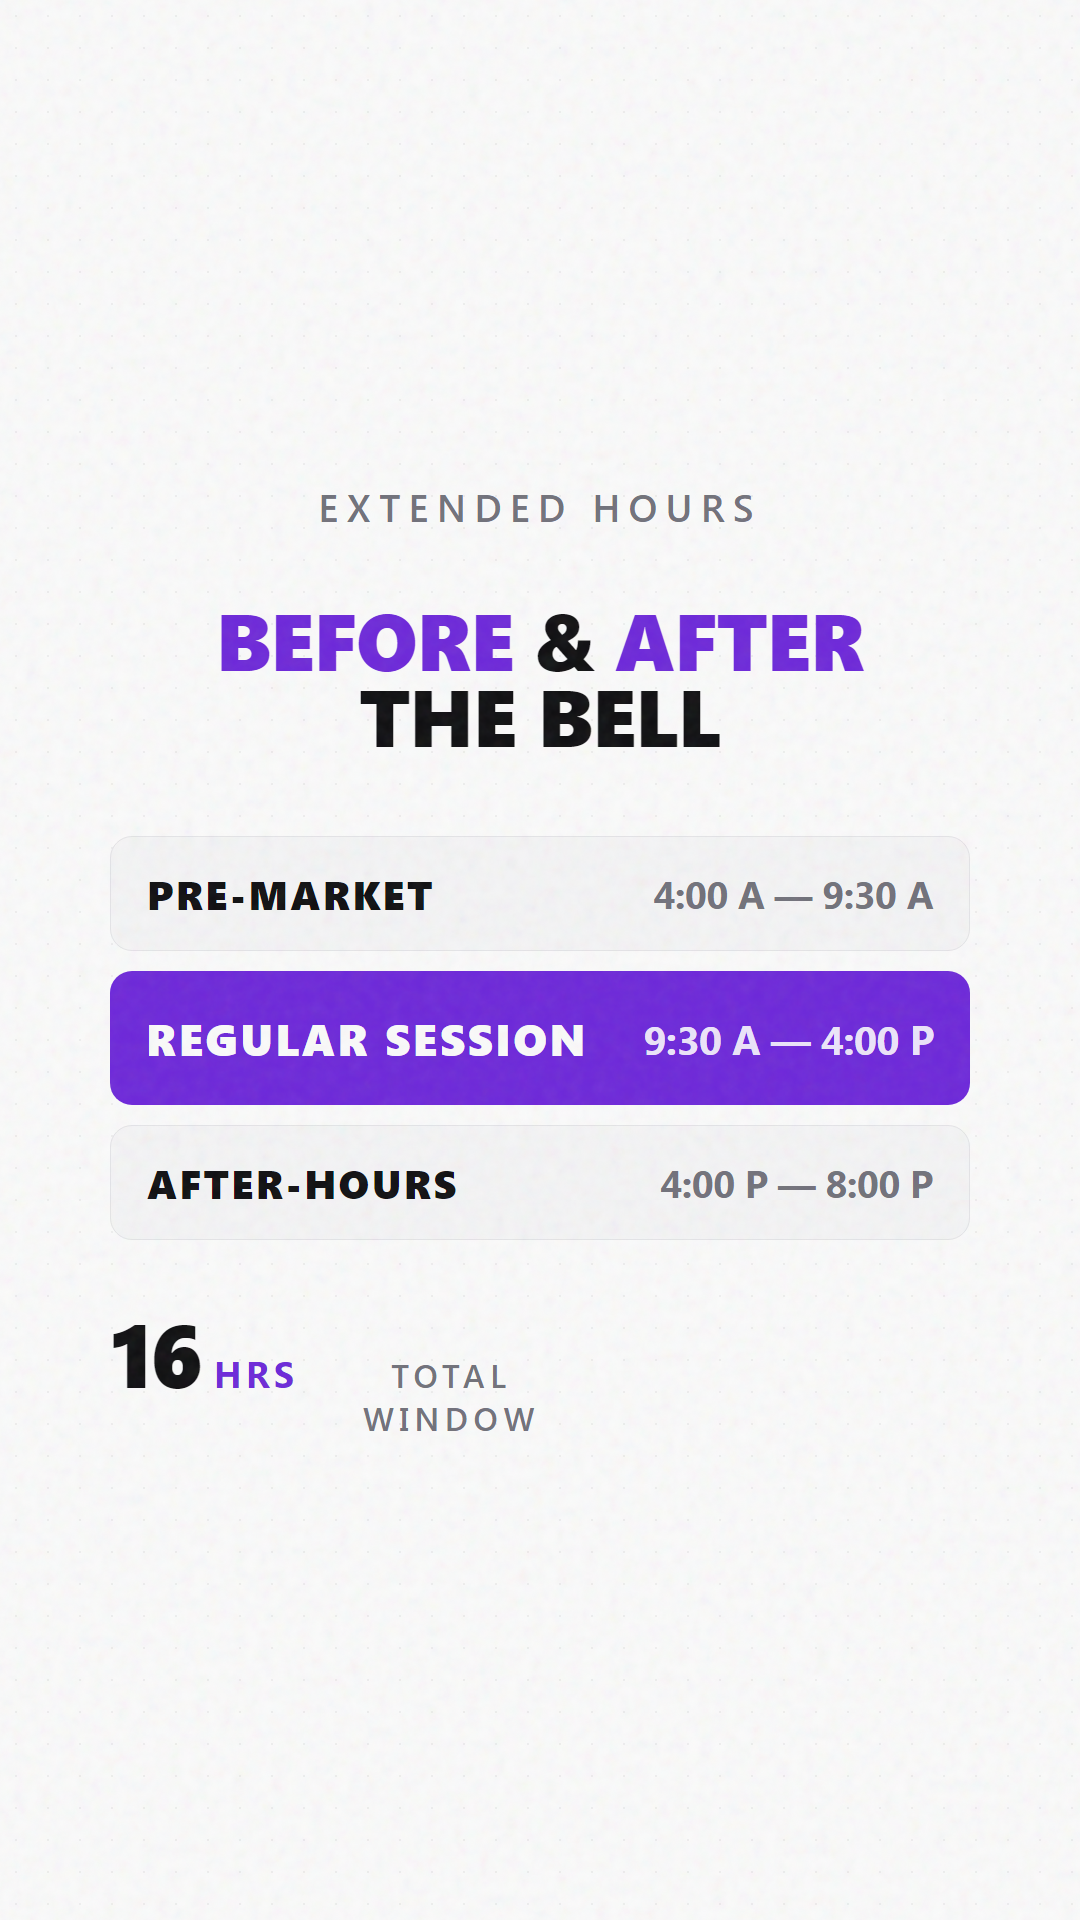 EXTENDED HOURS
BEFORE & AFTER
THE BELL
PRE-MARKET 4:00 A — 9:30 A
REGULAR SESSION 9:30 A — 4:00 P
AFTER-HOURS 4:00 P — 8:00 P
16 HRS TOTAL
WINDOW